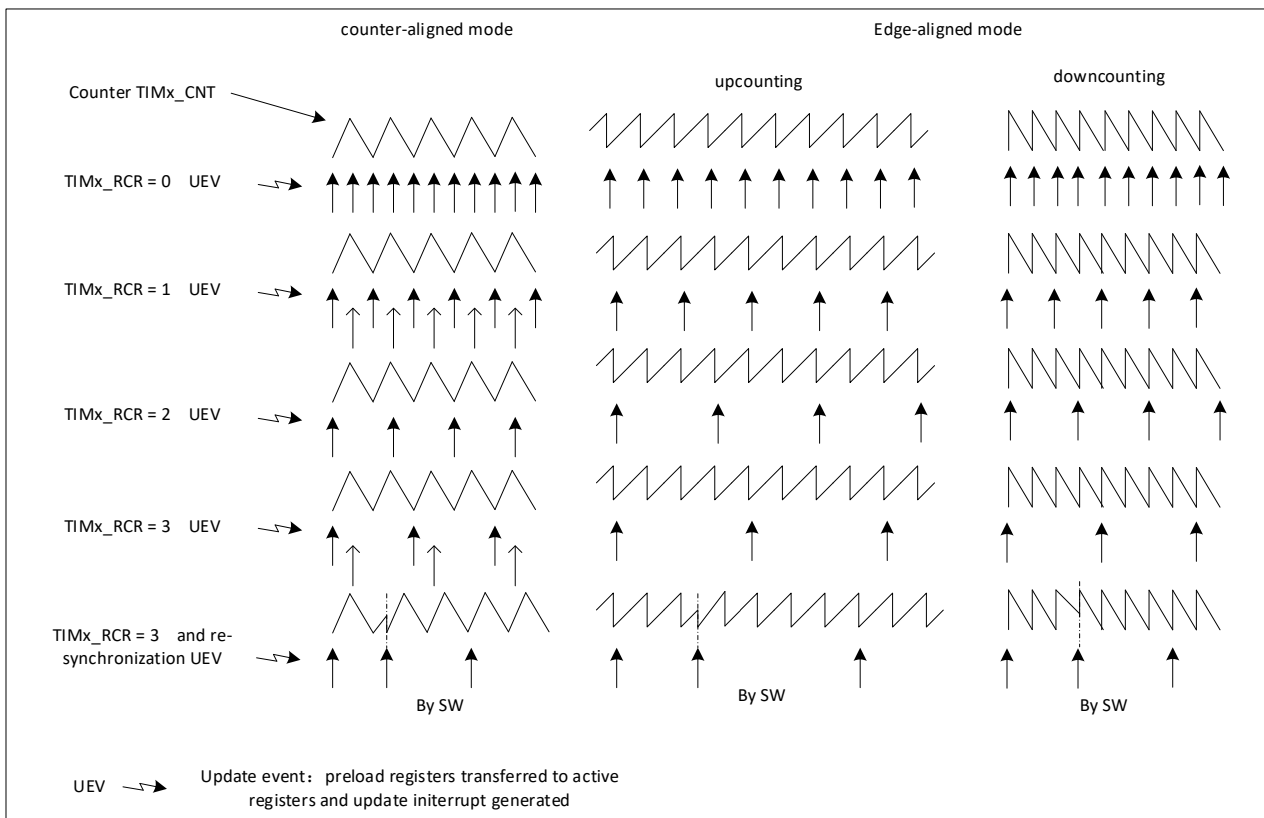 counter-aligned mode
Edge-aligned mode
upcounting
downcounting
Counter TIMx_CNT
TIMx_RCR = 0 UEV
TIMx_RCR = 1 UEV
TIMx_RCR = 2 UEV
TIMx_RCR = 3 UEV
TIMx_RCR = 3 and re-
synchronization UEV
By SW
By SW
By SW
UEV
Update event：preload registers transferred to active
registers and update initerrupt generated